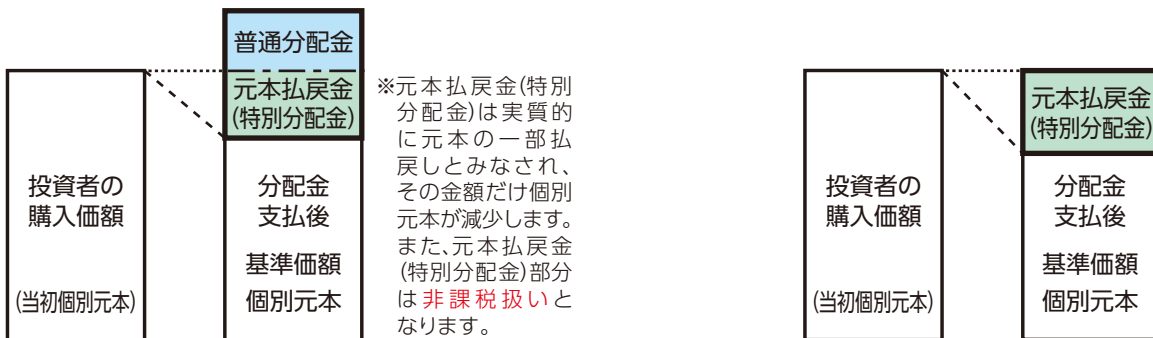 普通分配金
元本払戻金
(特別分配金)
投資者の
購入価額
(当初個別元本)
分配金
支払後
基準価額
個別元本
※元本払戻金(特別
分配金)は実質的
に元本の一部払
戻しとみなされ、
その金額だけ個別
元本が減少します。
また、元本払戻金
(特別分配金)部分
は非課税扱いと
なります。
投資者の
購入価額
(当初個別元本)
元本払戻金
(特別分配金)
分配金
支払後
基準価額
個別元本